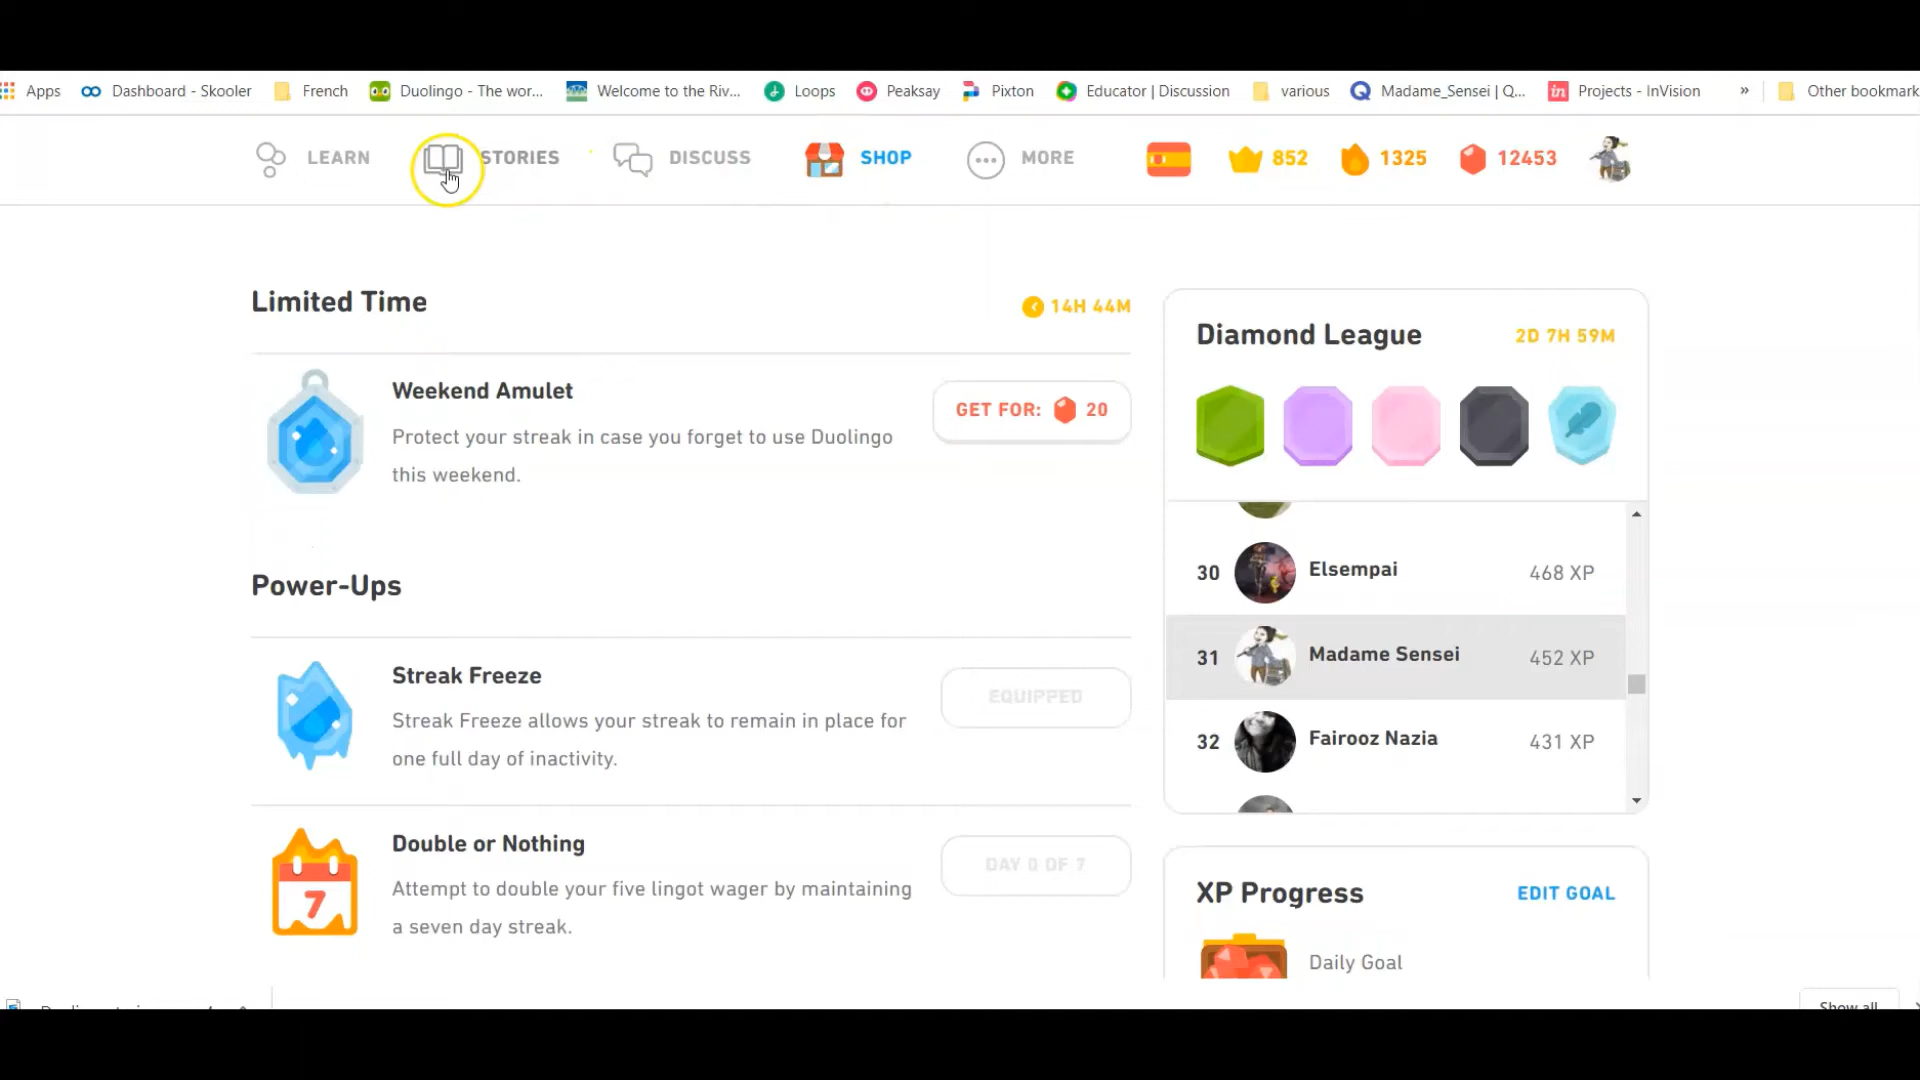 Apps Dashboard - Skooler French Duolingo - The wor... Welcome to the Riv... Loops Peaksay Pixton Educator | Discussion various Madame_Sensei | Q... Projects - InVision » Other bookmark
LEARN STORIES DISCUSS SHOP MORE 852 1325 12453
Limited Time 14H 44M
Weekend Amulet
Protect your streak in case you forget to use Duolingo
this weekend.
GET FOR: 20
Power-Ups
Streak Freeze
Streak Freeze allows your streak to remain in place for
one full day of inactivity.
EQUIPPED
7
Double or Nothing
Attempt to double your five lingot wager by maintaining
a seven day streak.
DAY 0 OF 7
Diamond League 2D 7H 59M
30 Elsempai 468 XP
31 Madame Sensei 452 XP
32 Fairooz Nazia 431 XP
XP Progress EDIT GOAL
Daily Goal
Show all